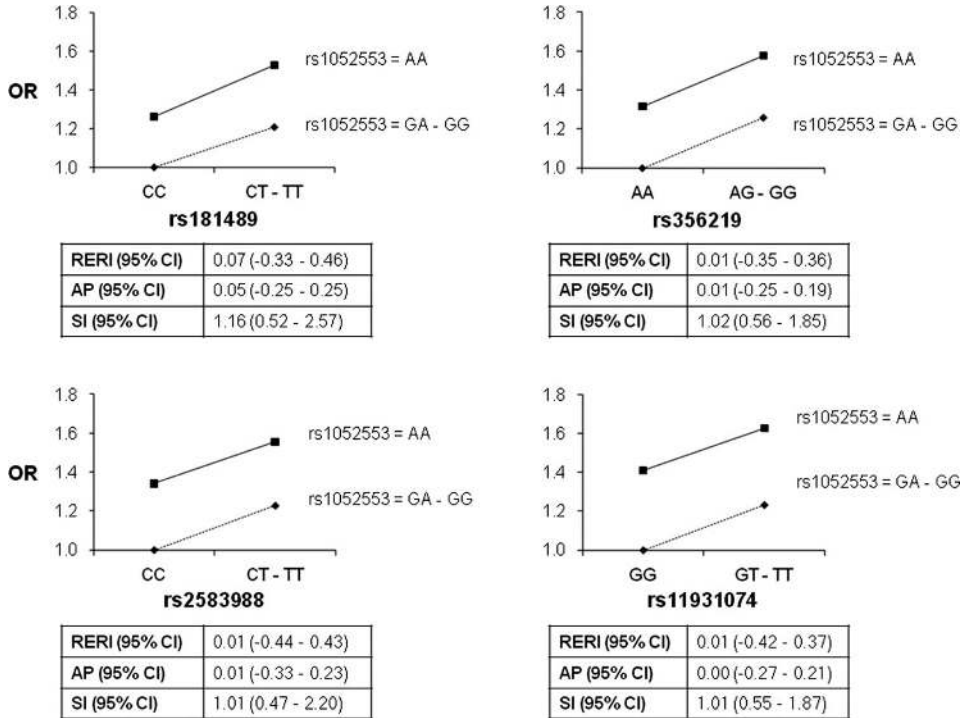 1.8
1.6
1.4
1.2
1.0
OR
rs1052553 = AA
rs1052553 = GA - GG
CC CT - TT
rs181489
RERI (95% CI) 0.07 (-0.33 - 0.46)
AP (95% CI) 0.05 (-0.25 - 0.25)
SI (95% CI) 1.16 (0.52 - 2.57)
1.8
1.6
1.4
1.2
1.0
rs1052553 = AA
rs1052553 = GA - GG
AA AG - GG
rs356219
RERI (95% CI) 0.01 (-0.35 - 0.36)
AP (95% CI) 0.01 (-0.25 - 0.19)
SI (95% CI) 1.02 (0.56 - 1.85)
1.8
1.6
1.4
1.2
1.0
OR
rs1052553 = AA
rs1052553 = GA - GG
CC CT - TT
rs2583988
RERI (95% CI) 0.01 (-0.44 - 0.43)
AP (95% CI) 0.01 (-0.33 - 0.23)
SI (95% CI) 1.01 (0.47 - 2.20)
1.8
1.6
1.4
1.2
1.0
rs1052553 = AA
rs1052553 = GA - GG
GG GT - TT
rs11931074
RERI (95% CI) 0.01 (-0.42 - 0.37)
AP (95% CI) 0.00 (-0.27 - 0.21)
SI (95% CI) 1.01 (0.55 - 1.87)